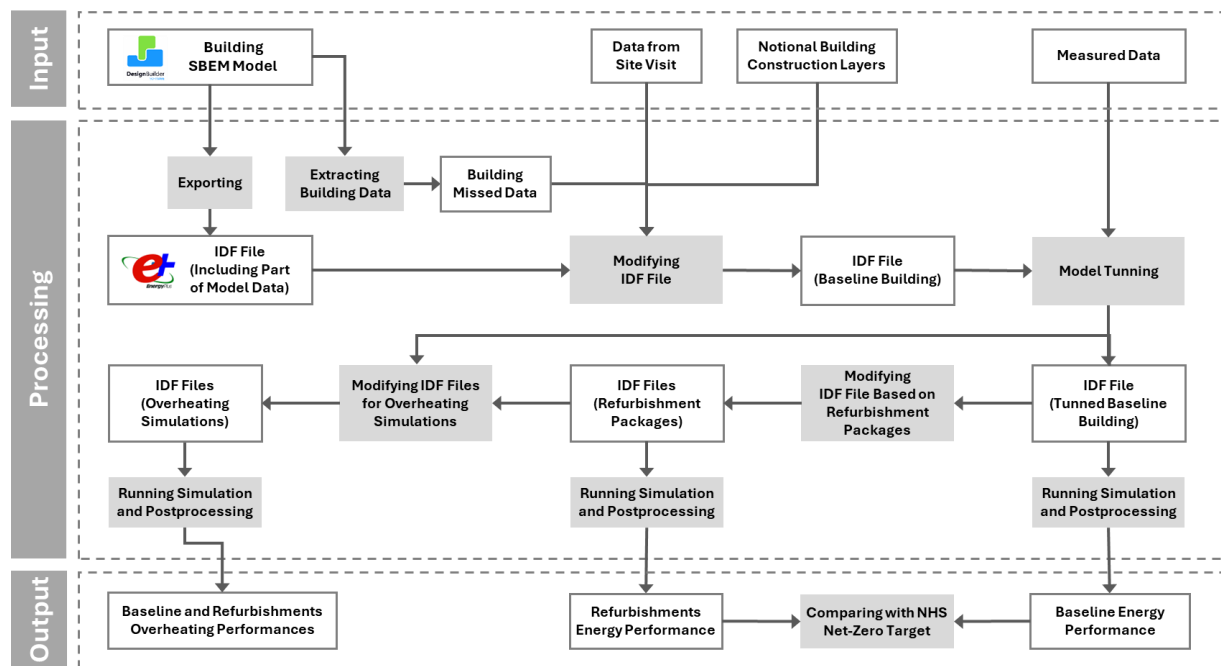 Input
DesignBuilder
Building
SBEM Model
Data from
Site Visit
Notional Building
Construction Layers
Measured Data
Processing
Exporting
Extracting
Building Data
Building
Missed Data
e+
EnergyPlus
IDF File
(Including Part
of Model Data)
Modifying
IDF File
IDF File
(Baseline Building)
Model Tunning
IDF Files
(Overheating
Simulations)
Modifying IDF Files
for Overheating
Simulations
IDF Files
(Refurbishment
Packages)
Modifying
IDF File Based on
Refurbishment
Packages
IDF File
(Tunned Baseline
Building)
Running Simulation
and Postprocessing
Running Simulation
and Postprocessing
Running Simulation
and Postprocessing
Output
Baseline and Refurbishments
Overheating Performances
Refurbishments
Energy Performance
Comparing with NHS
Net-Zero Target
Baseline Energy
Performance